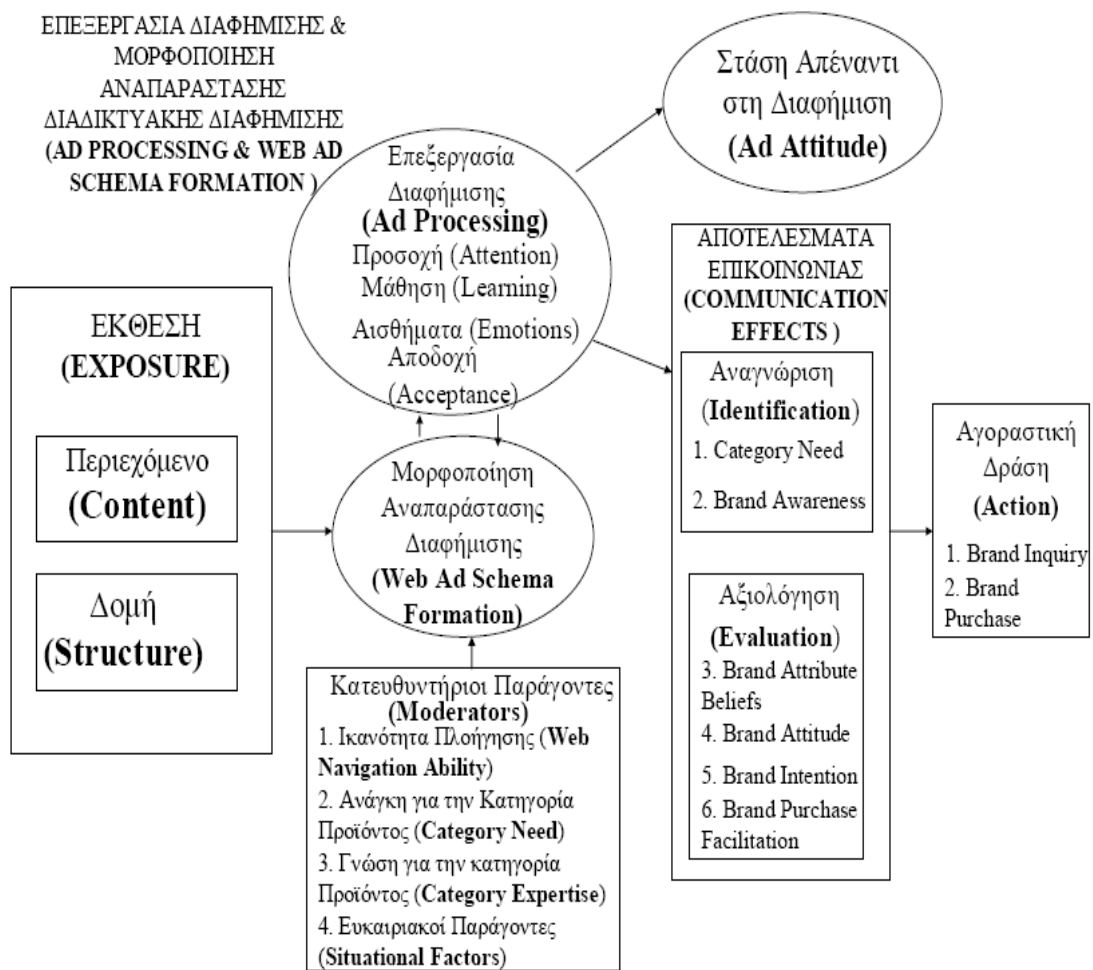 ΕΠΕΞΕΡΓΑΣΙΑ ΔΙΑΦΗΜΙΣΗΣ &
ΜΟΡΦΟΠΟΙΗΣΗ
ΑΝΑΠΑΡΑΣΤΑΣΗΣ
ΔΙΑΔΙΚΤΥΑΚΗΣ ΔΙΑΦΗΜΙΣΗΣ
(AD PROCESSING & WEB AD
SCHEMA FORMATION )
Στάση Απέναντι
στη Διαφήμιση
(Ad Attitude)
Επεξεργασία
Διαφήμισης
(Ad Processing)
Προσοχή (Attention)
Μάθηση (Learning)
Αισθήματα (Emotions)
Αποδοχή
(Acceptance)
ΕΚΘΕΣΗ
(EXPOSURE)
Περιεχόμενο
(Content)
Δομή
(Structure)
Μορφοποίηση
Αναπαράστασης
Διαφήμισης
(Web Ad Schema
Formation)
Κατευθυντήριοι Παράγοντες
(Moderators)
1. Ικανότητα Πλοήγησης (Web
Navigation Ability)
2. Ανάγκη για την Κατηγορία
Προϊόντος (Category Need)
3. Γνώση για την κατηγορία
Προϊόντος (Category Expertise)
4. Ευκαιριακοί Παράγοντες
(Situational Factors)
ΑΠΟΤΕΛΕΣΜΑΤΑ
ΕΠΙΚΟΙΝΩΝΙΑΣ
(COMMUNICATION
EFFECTS )
Αναγνώριση
(Identification)
1. Category Need
2. Brand Awareness
Αξιολόγηση
(Evaluation)
3. Brand Attribute
Beliefs
4. Brand Attitude
5. Brand Intention
6. Brand Purchase
Facilitation
Αγοραστική
Δράση
(Action)
1. Brand Inquiry
2. Brand
Purchase